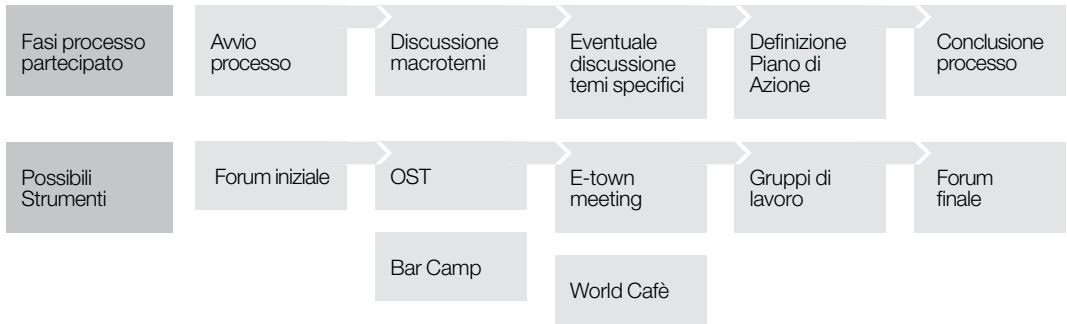 Fasi processo
partecipato
Avvio
processo
Discussione
macrotemi
Eventuale
discussione
temi specifici
Definizione
Piano di
Azione
Conclusione
processo
Possibili
Strumenti
Forum iniziale
OST
E-town
meeting
Gruppi di
lavoro
Forum
finale
Bar Camp
World Cafè